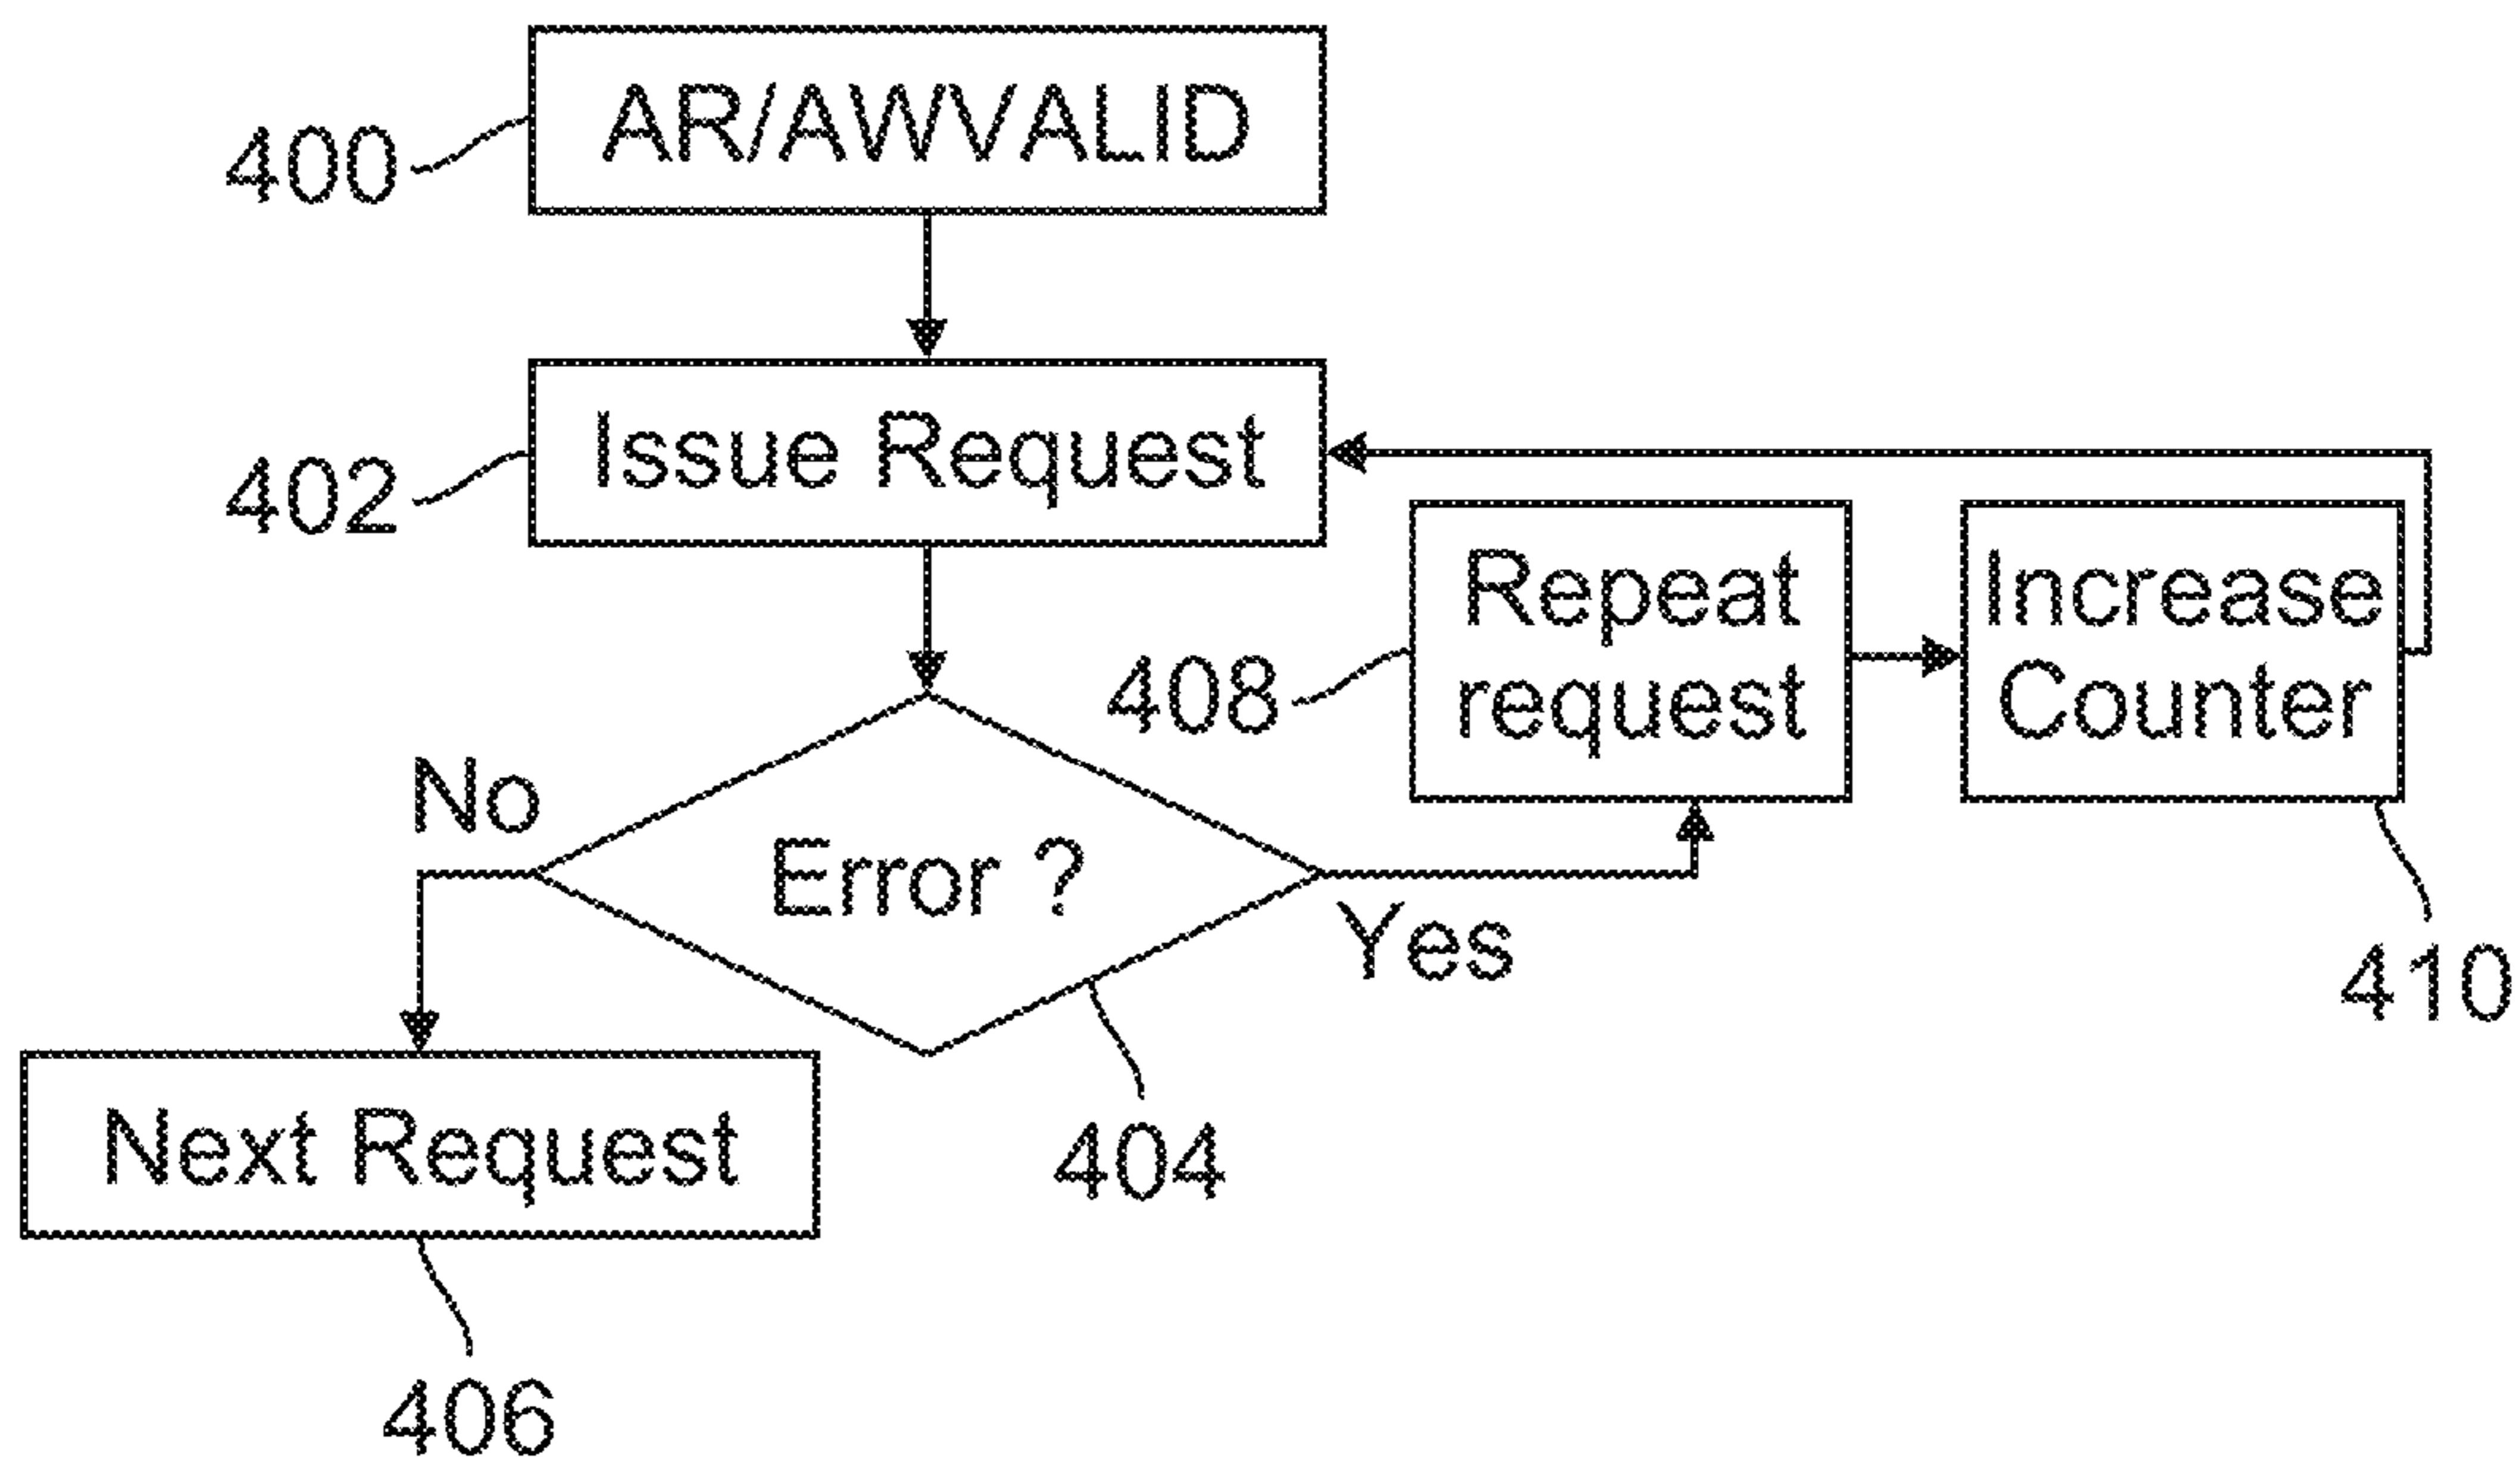 AR/AWVALID
400
Issue Request
402
Repeat
request
408
Increase
Counter
410
No
Error ?
Yes
404
Next Request
406